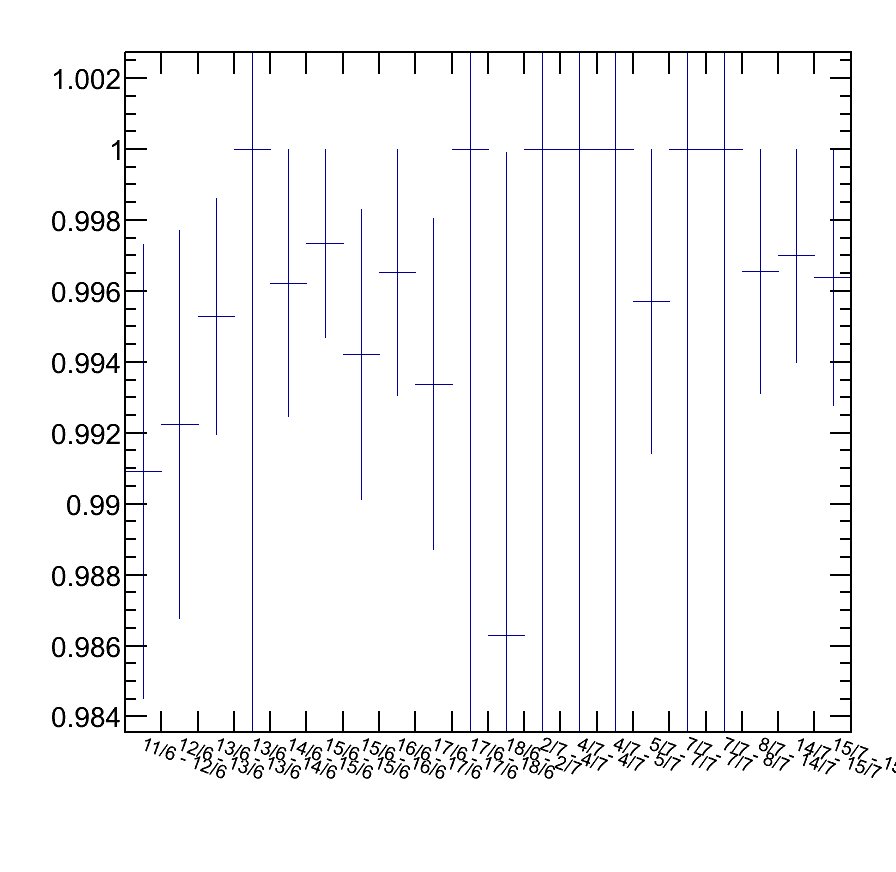 1.002
1
0.998
0.996
0.994
0.992
0.99
0.988
0.986
0.984
11/6 - 12/6
12/6 - 13/6
13/6 - 13/6
13/6 - 14/6
14/6 - 15/6
15/6 - 15/6
15/6 - 16/6
16/6 - 17/6
17/6 - 17/6
17/6 - 18/6
18/6 - 2/7
2/7 - 4/7
4/7 - 4/7
4/7 - 5/7
5/7 - 7/7
7/7 - 7/7
7/7 - 8/7
8/7 - 14/7
14/7 - 15/7
15/7 - 15